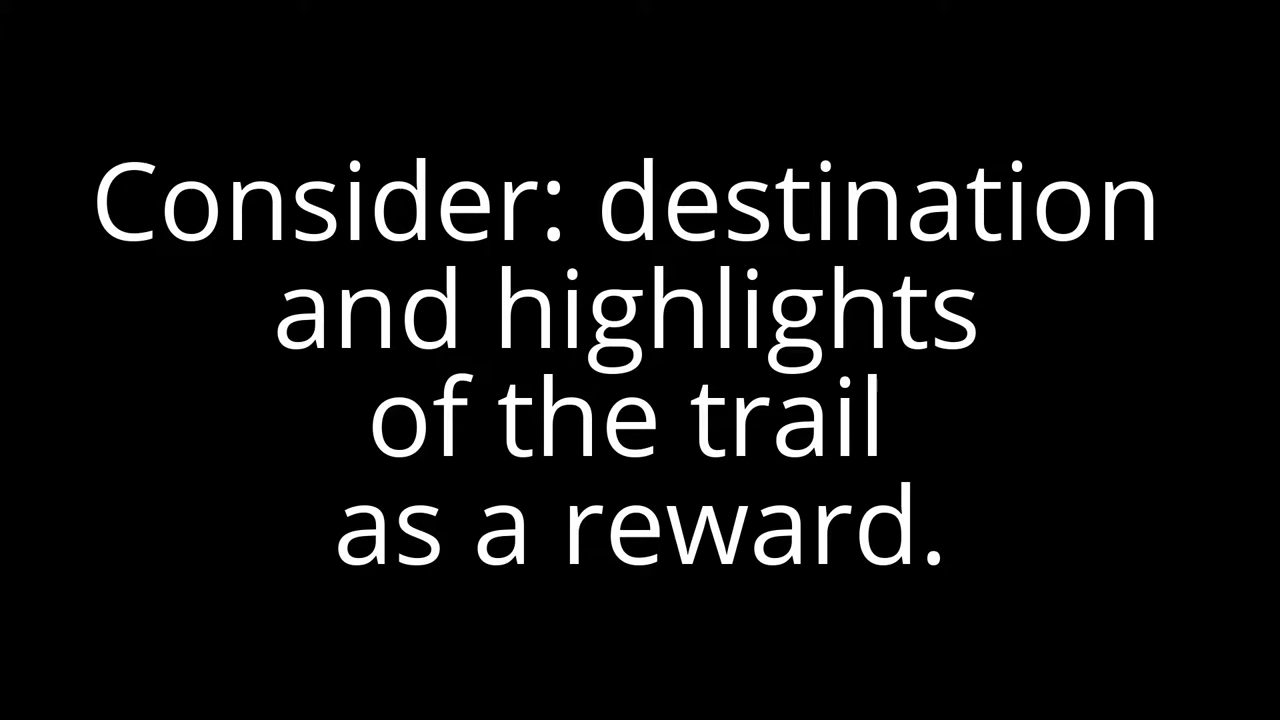 Consider: destination
and highlights
of the trail
as a reward.